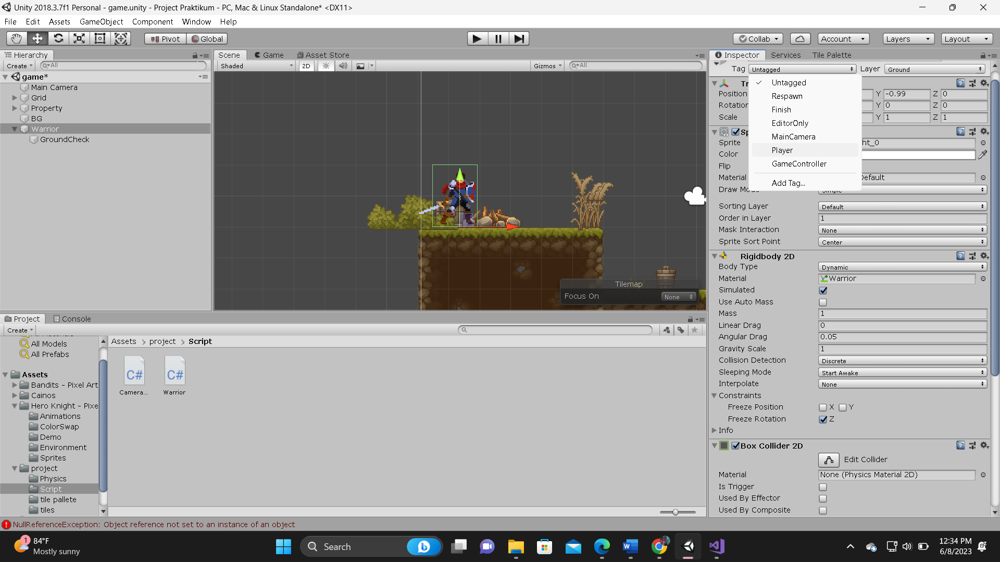 Unity 2018.3.7f1 Personal - game.unity - Project Praktikum - PC, Mac & Linux Standalone* <DX11>
File Edit Assets GameObject Component Window Help
Pivot Global Collab Account Layers Layout
Hierarchy
Create All
game*
Main Camera
Grid
Property
BG
Warrior
GroundCheck
Scene Game Asset Store
Shaded 2D Gizmos All
Tilemap
Focus On None
Inspector Services Tile Palette
Tag Untagged Layer Ground
Untagged
Respawn
Finish
EditorOnly
MainCamera
Player
GameController
Add Tag...
Tr
Position Y -0.99 Z 0
Rotation Y 0 Z 0
Scale Y 1 Z 1
Sp
Sprite ht_0
Color
Flip
Material Default
Draw Mode Simple
Sorting Layer Default
Order in Layer 1
Mask Interaction None
Sprite Sort Point Center
Rigidbody 2D
Body Type Dynamic
Material Warrior
Simulated
Use Auto Mass
Mass 1
Linear Drag 0
Angular Drag 0.05
Gravity Scale 1
Collision Detection Discrete
Sleeping Mode Start Awake
Interpolate None
Constraints
Freeze Position X Y
Freeze Rotation Z
Info
Box Collider 2D
Edit Collider
Material None (Physics Material 2D)
Is Trigger
Used By Effector
Used By Composite
Project Console
Create
All Models
All Prefabs
Assets
Bandits - Pixel Art
Cainos
Hero Knight - Pixe
Animations
ColorSwap
Demo
Environment
Sprites
project
Physics
Script
tile pallete
tiles
Assets project Script
C# C#
Camera... Warrior
NullReferenceException: Object reference not set to an instance of an object
1
84°F
Mostly sunny
Search
12:34 PM
6/8/2023